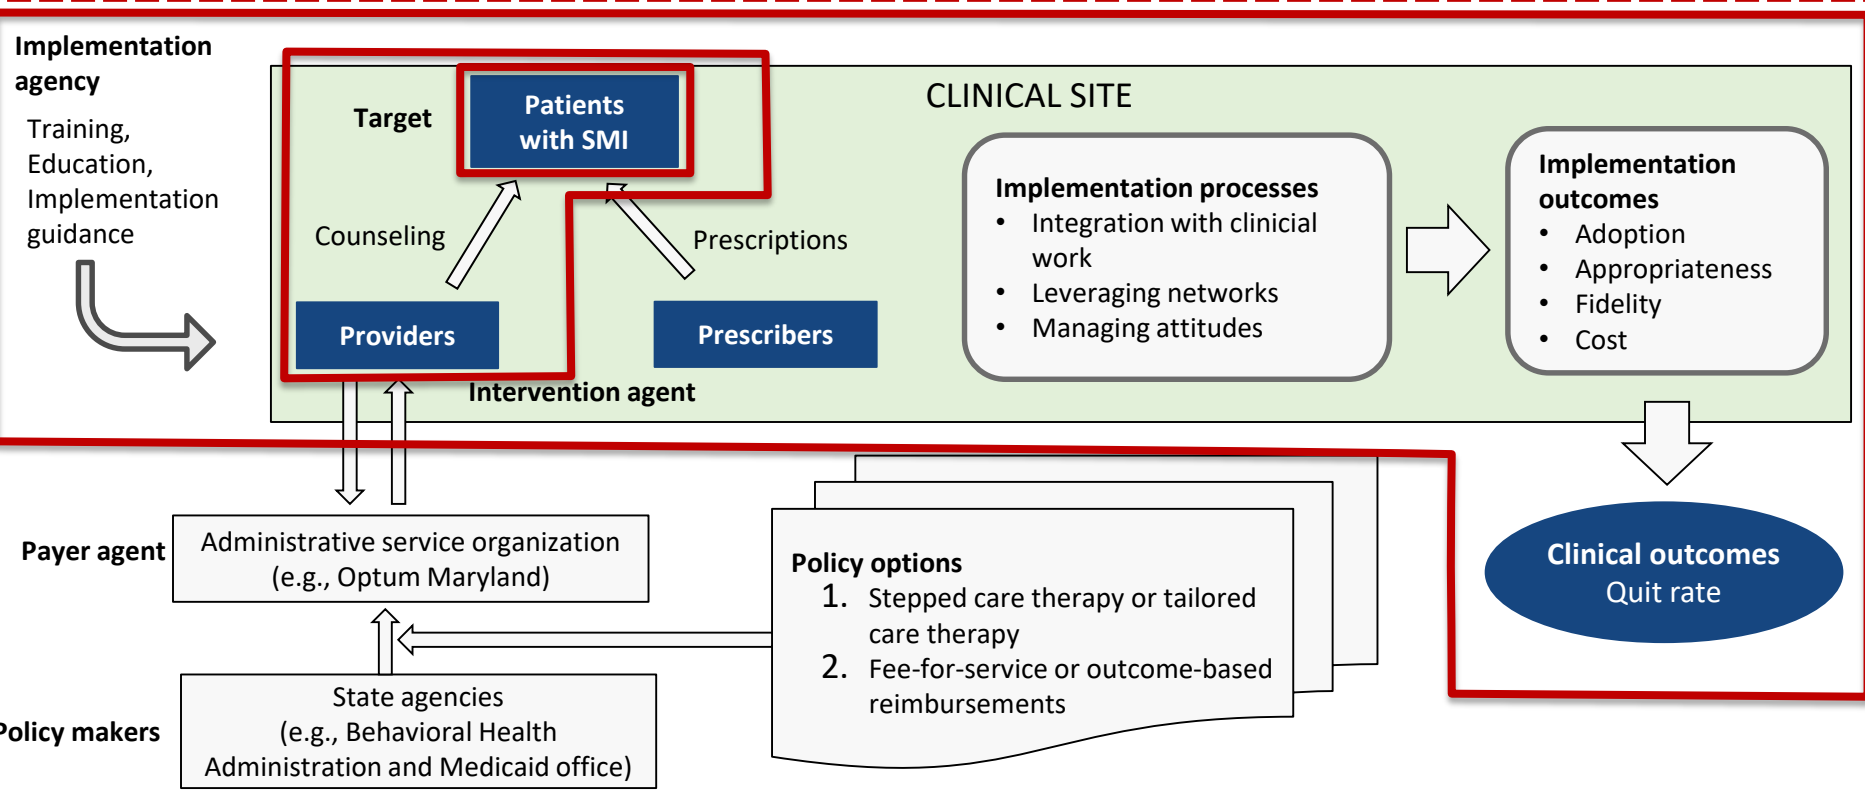 Implementation
agency
Training,
Education,
Implementation
guidance
CLINICAL SITE
Target
Patients
with SMI
Counseling
Prescriptions
Providers
Prescribers
Intervention agent
Implementation processes
• Integration with clinicial
work
• Leveraging networks
• Managing attitudes
Implementation
outcomes
• Adoption
• Appropriateness
• Fidelity
• Cost
Payer agent
Administrative service organization
(e.g., Optum Maryland)
Policy options
1. Stepped care therapy or tailored
care therapy
2. Fee-for-service or outcome-based
reimbursements
Clinical outcomes
Quit rate
Policy makers
State agencies
(e.g., Behavioral Health
Administration and Medicaid office)